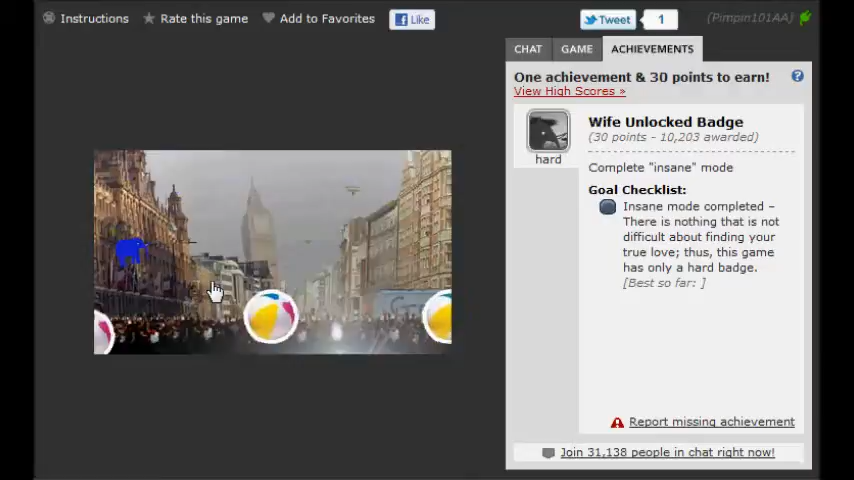 Instructions
Rate this game
Add to Favorites
Like
Tweet
1
(Pimpin101AA)
CHAT
GAME
ACHIEVEMENTS
One achievement & 30 points to earn!
View High Scores »
Wife Unlocked Badge
(30 points - 10,203 awarded)
hard
Complete "insane" mode
Goal Checklist:
Insane mode completed –
There is nothing that is not
difficult about finding your
true love; thus, this game
has only a hard badge.
[Best so far: ]
Report missing achievement
Join 31,138 people in chat right now!